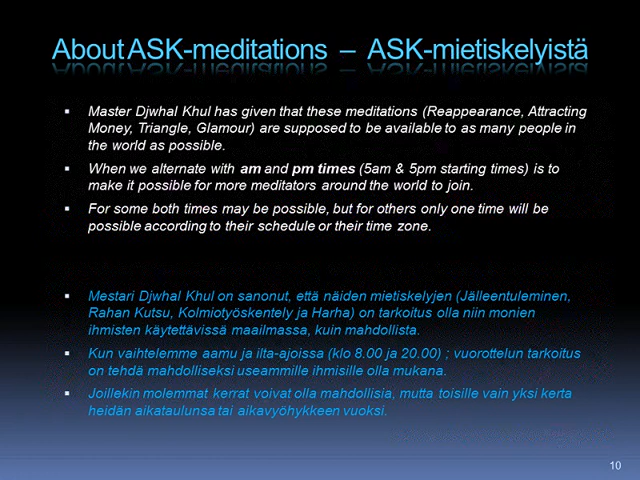 About ASK-meditations – ASK-mietiskelyistä
▪ Master Djwhal Khul has given that these meditations (Reappearance, Attracting
Money, Triangle, Glamour) are supposed to be available to as many people in
the world as possible.
▪ When we alternate with am and pm times (5am & 5pm starting times) is to
make it possible for more meditators around the world to join.
▪ For some both times may be possible, but for others only one time will be
possible according to their schedule or their time zone.
▪ Mestari Djwhal Khul on sanonut, että näiden mietiskelyjen (Jälleentuleminen,
Rahan Kutsu, Kolmiotyöskentely ja Harha) on tarkoitus olla niin monien
ihmisten käytettävissä maailmassa, kuin mahdollista.
▪ Kun vaihtelemme aamu ja ilta-ajoissa (klo 8.00 ja 20.00) ; vuorottelun tarkoitus
on tehdä mahdolliseksi useammille ihmisille olla mukana.
▪ Joillekin molemmat kerrat voivat olla mahdollisia, mutta toisille vain yksi kerta
heidän aikataulunsa tai aikavyöhykkeen vuoksi.
10